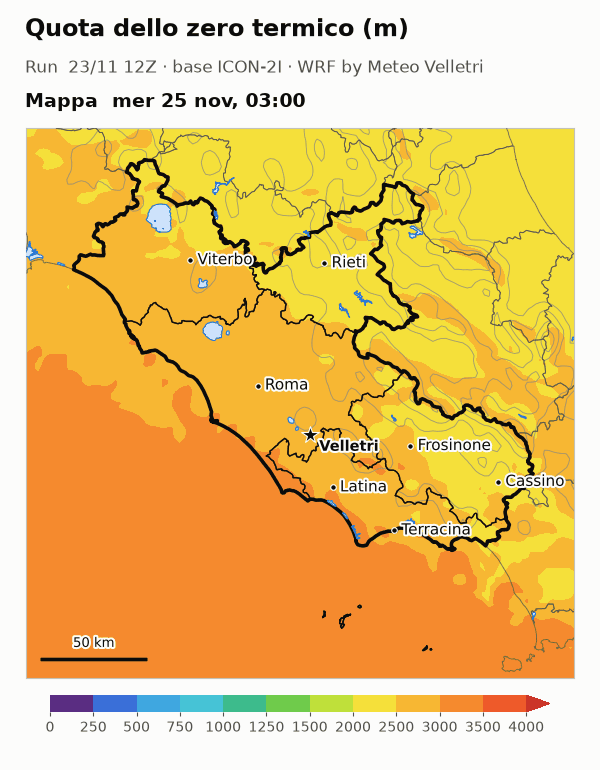 Quota dello zero termico (m)
Run  23/11 12Z · base ICON-2I · WRF by Meteo Velletri
Mappa  mer 25 nov, 03:00
Viterbo
Rieti
Roma
Velletri
Frosinone
Cassino
Latina
Terracina
50 km
0 250 500 750 1000 1250 1500 2000 2500 3000 3500 4000